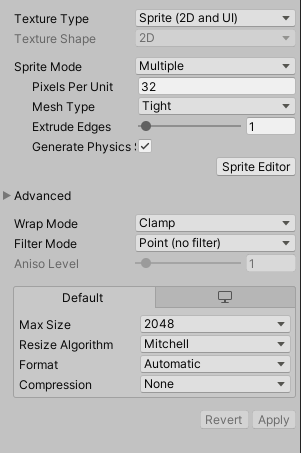 Texture Type Sprite (2D and UI)
Texture Shape 2D
Sprite Mode Multiple
Pixels Per Unit 32
Mesh Type Tight
Extrude Edges 1
Generate Physics
Sprite Editor
Advanced
Wrap Mode Clamp
Filter Mode Point (no filter)
Aniso Level 1
Default
Max Size 2048
Resize Algorithm Mitchell
Format Automatic
Compression None
Revert Apply